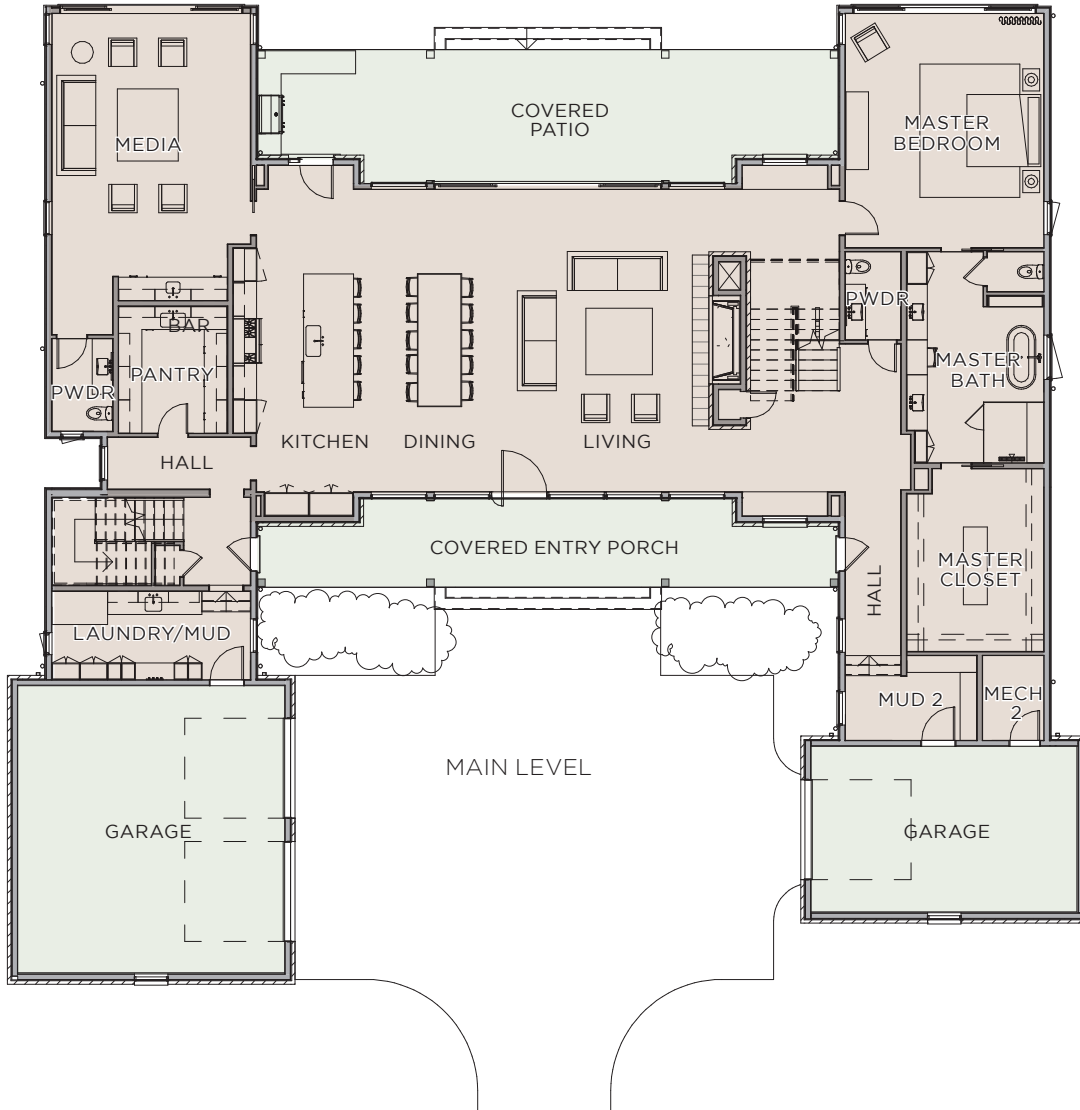 COVERED
PATIO
MEDIA
MASTER
BEDROOM
PWDR
BAR
PANTRY
PWDR
MASTER
BATH
KITCHEN
DINING
LIVING
HALL
COVERED ENTRY PORCH
MASTER
CLOSET
HALL
LAUNDRY/MUD
MUD 2
MECH
2
MAIN LEVEL
GARAGE
GARAGE